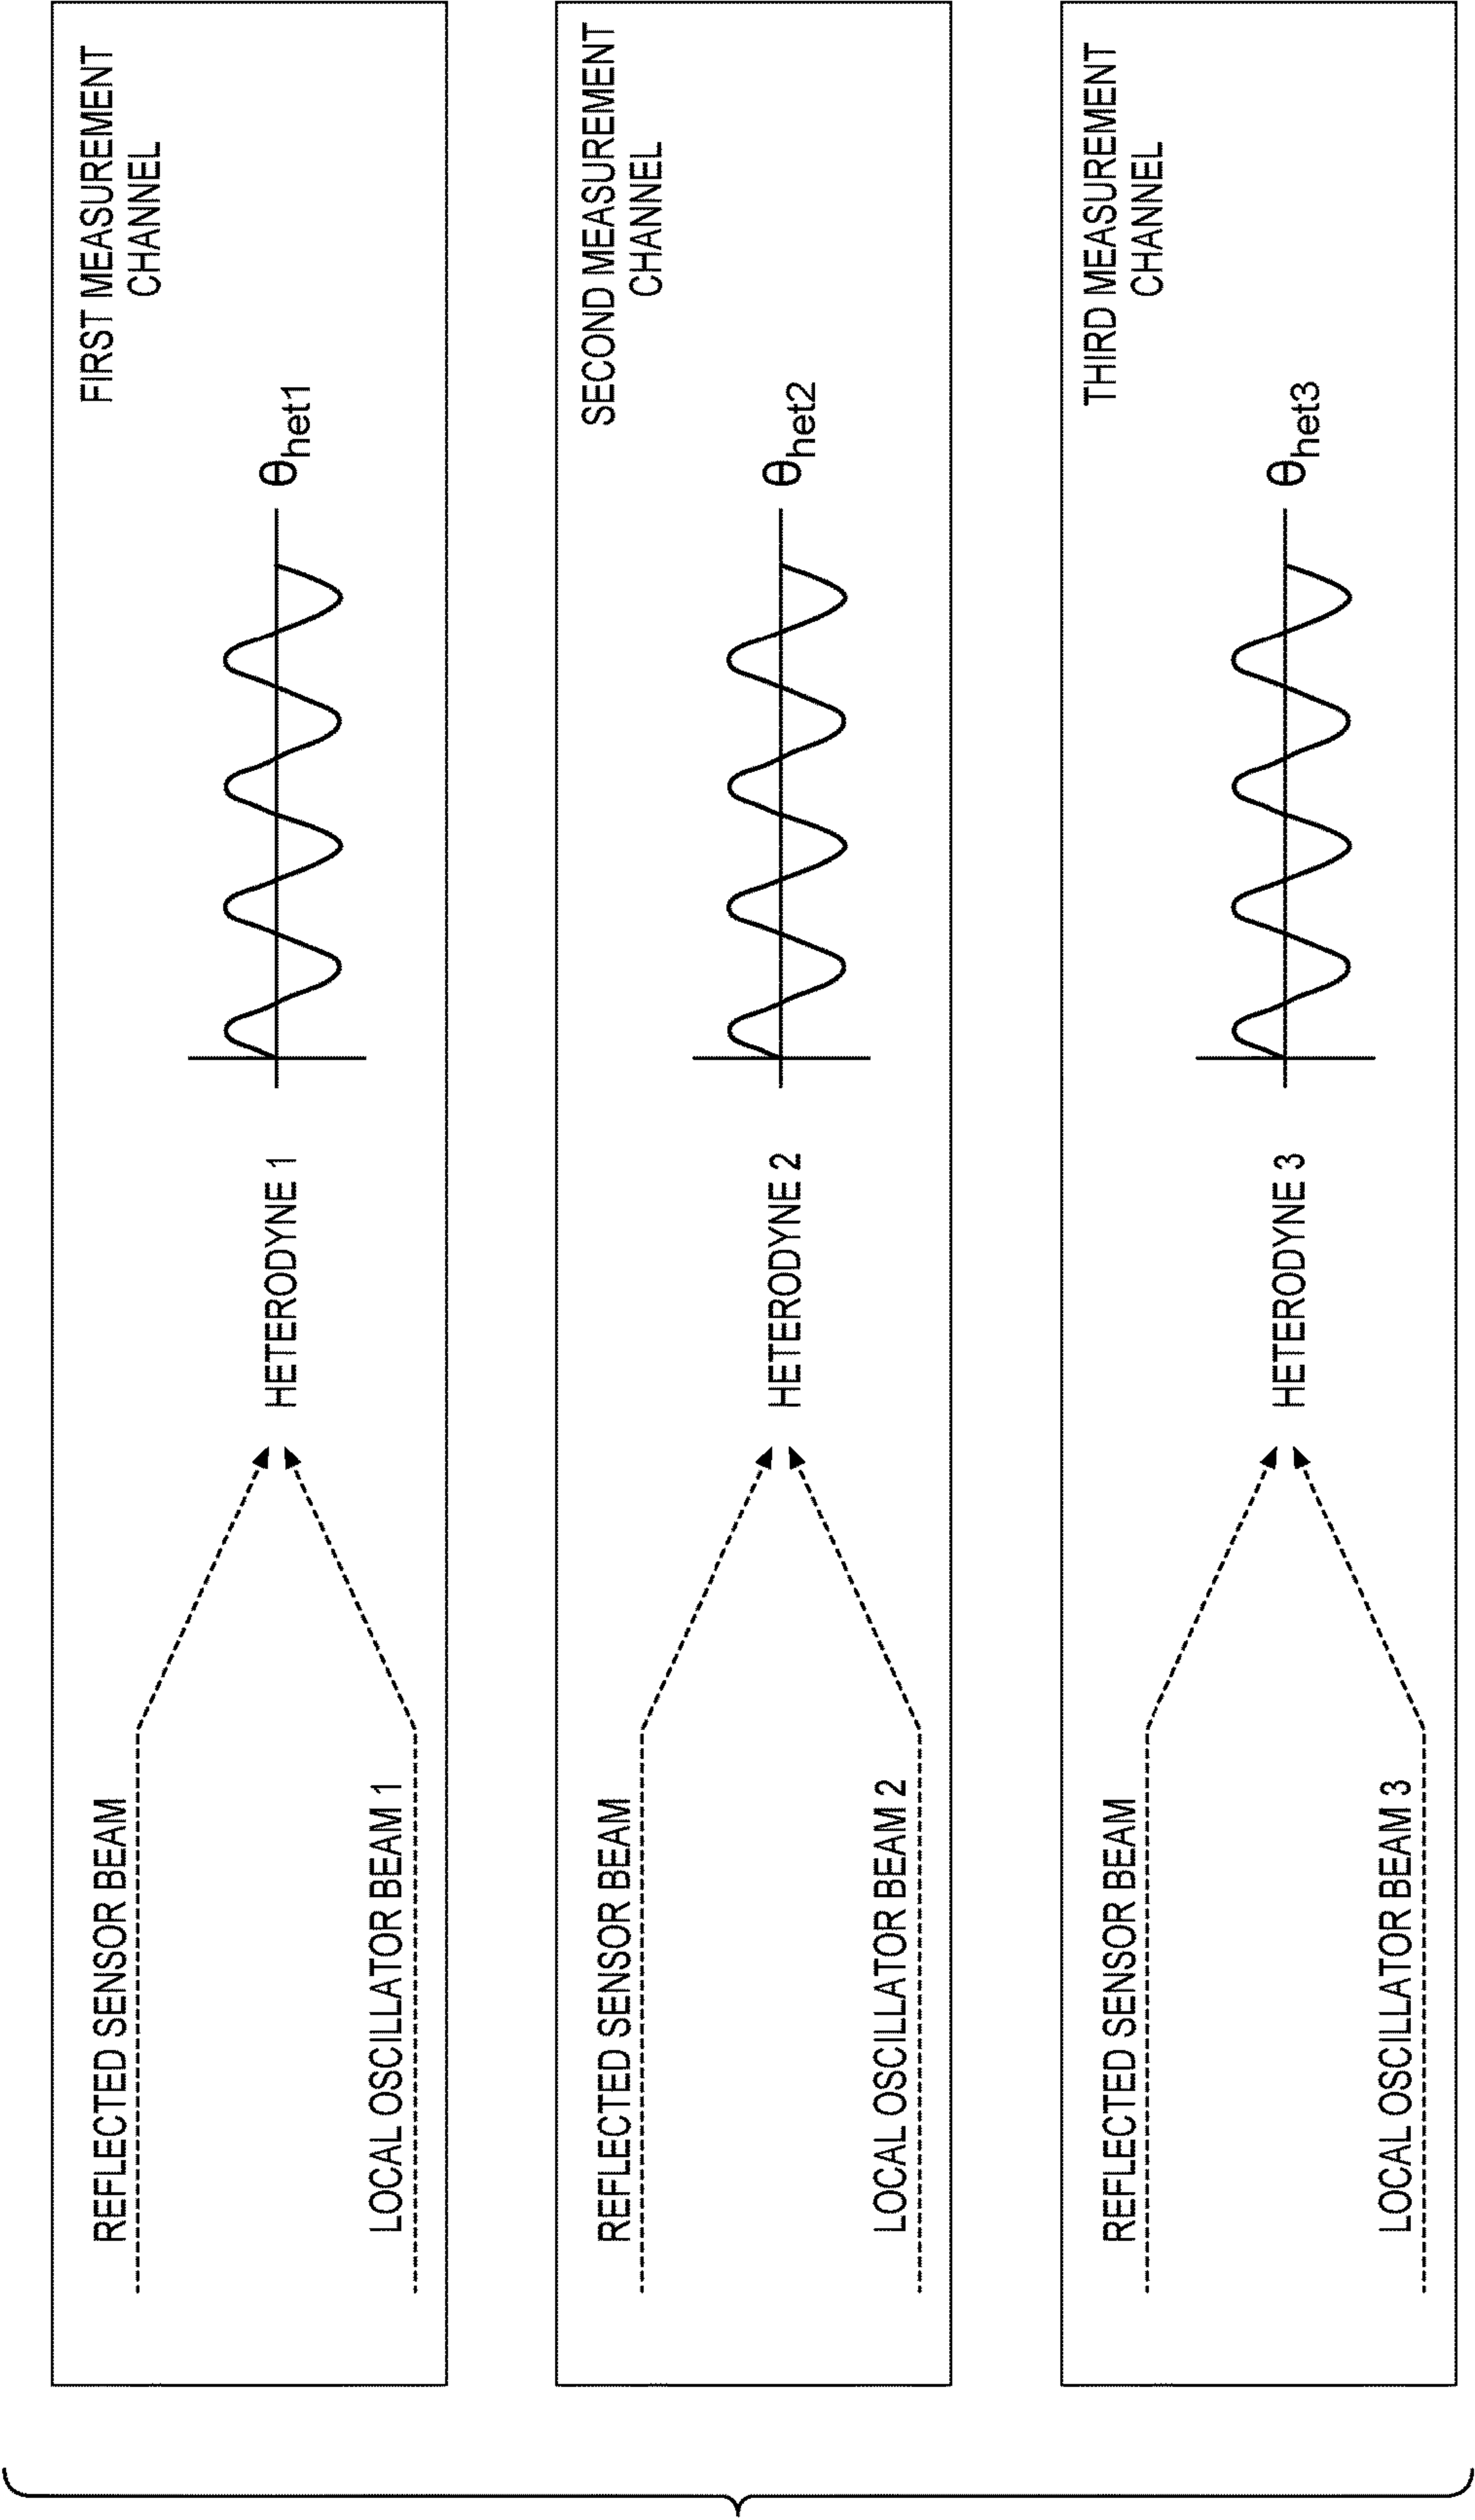 FIRST MEASUREMENT
CHANNEL
REFLECTED SENSOR BEAM
LOCAL OSCILLATOR BEAM 1
HETERODYNE 1
θhet1
SECOND MEASUREMENT
CHANNEL
REFLECTED SENSOR BEAM
LOCAL OSCILLATOR BEAM 2
HETERODYNE 2
θhet2
THIRD MEASUREMENT
CHANNEL
REFLECTED SENSOR BEAM
LOCAL OSCILLATOR BEAM 3
HETERODYNE 3
θhet3